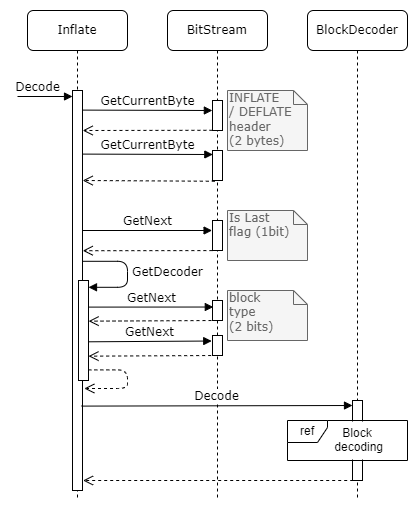 Inflate
BitStream
BlockDecoder
Decode
GetCurrentByte
INFLATE
/ DEFLATE
header
(2 bytes)
GetCurrentByte
GetNext
Is Last
flag (1bit)
GetDecoder
GetNext
block
type
(2 bits)
GetNext
Decode
ref
Block
decoding